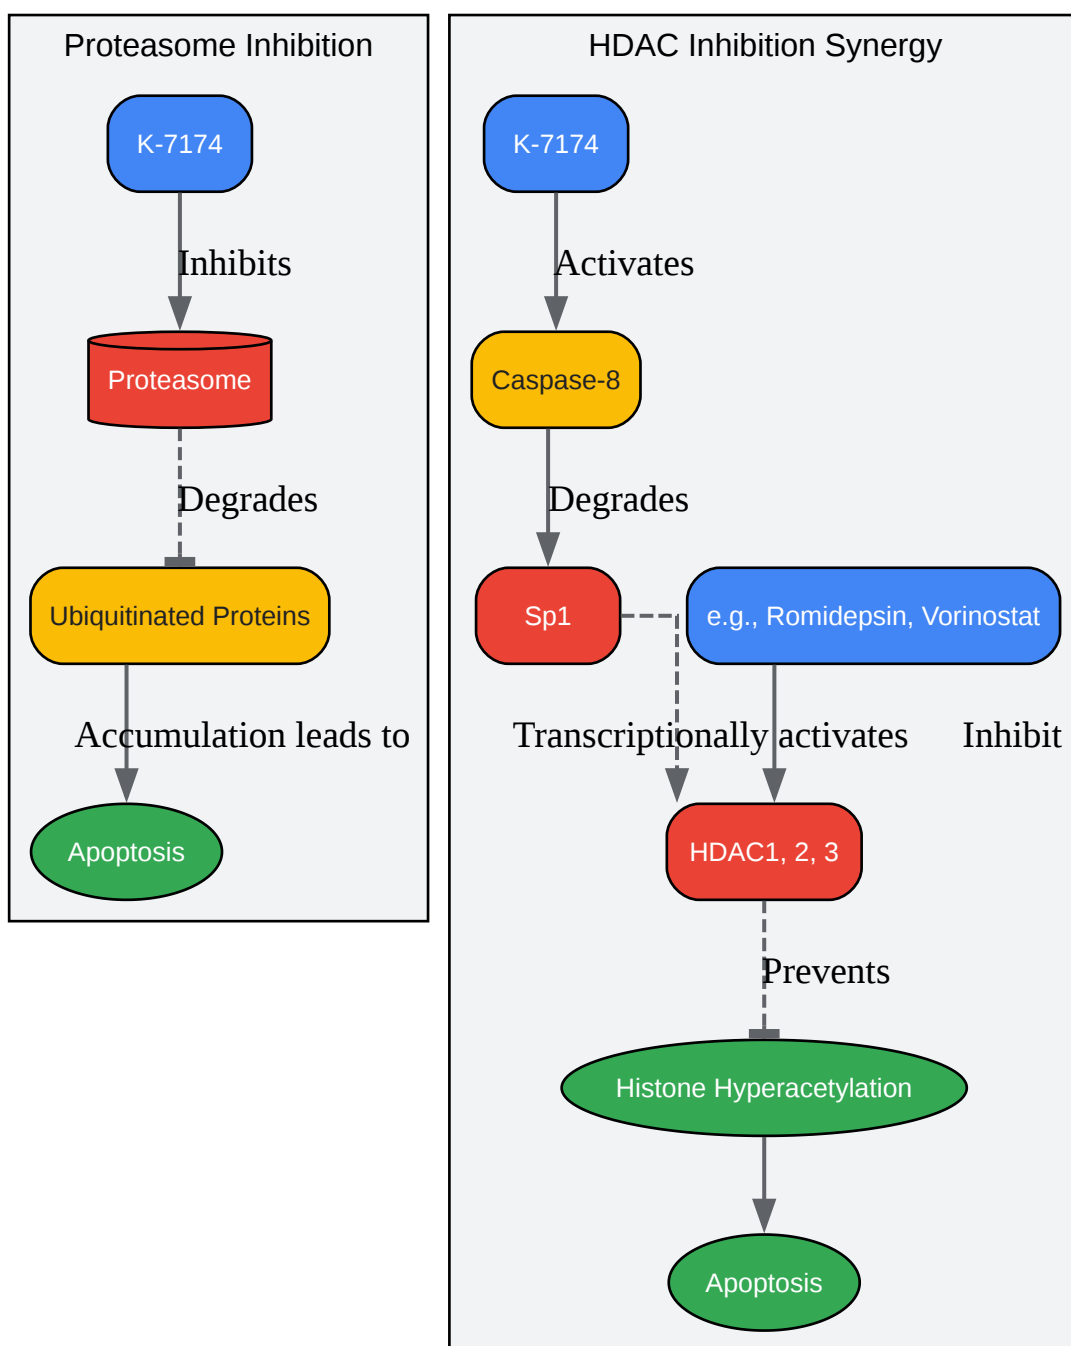 Proteasome Inhibition
K-7174
Inhibits
Proteasome
Degrades
Ubiquitinated Proteins
Accumulation leads to
Apoptosis
HDAC Inhibition Synergy
K-7174
Activates
Caspase-8
Degrades
Sp1
e.g., Romidepsin, Vorinostat
Transcriptionally activates
Inhibit
HDAC1, 2, 3
Prevents
Histone Hyperacetylation
Apoptosis